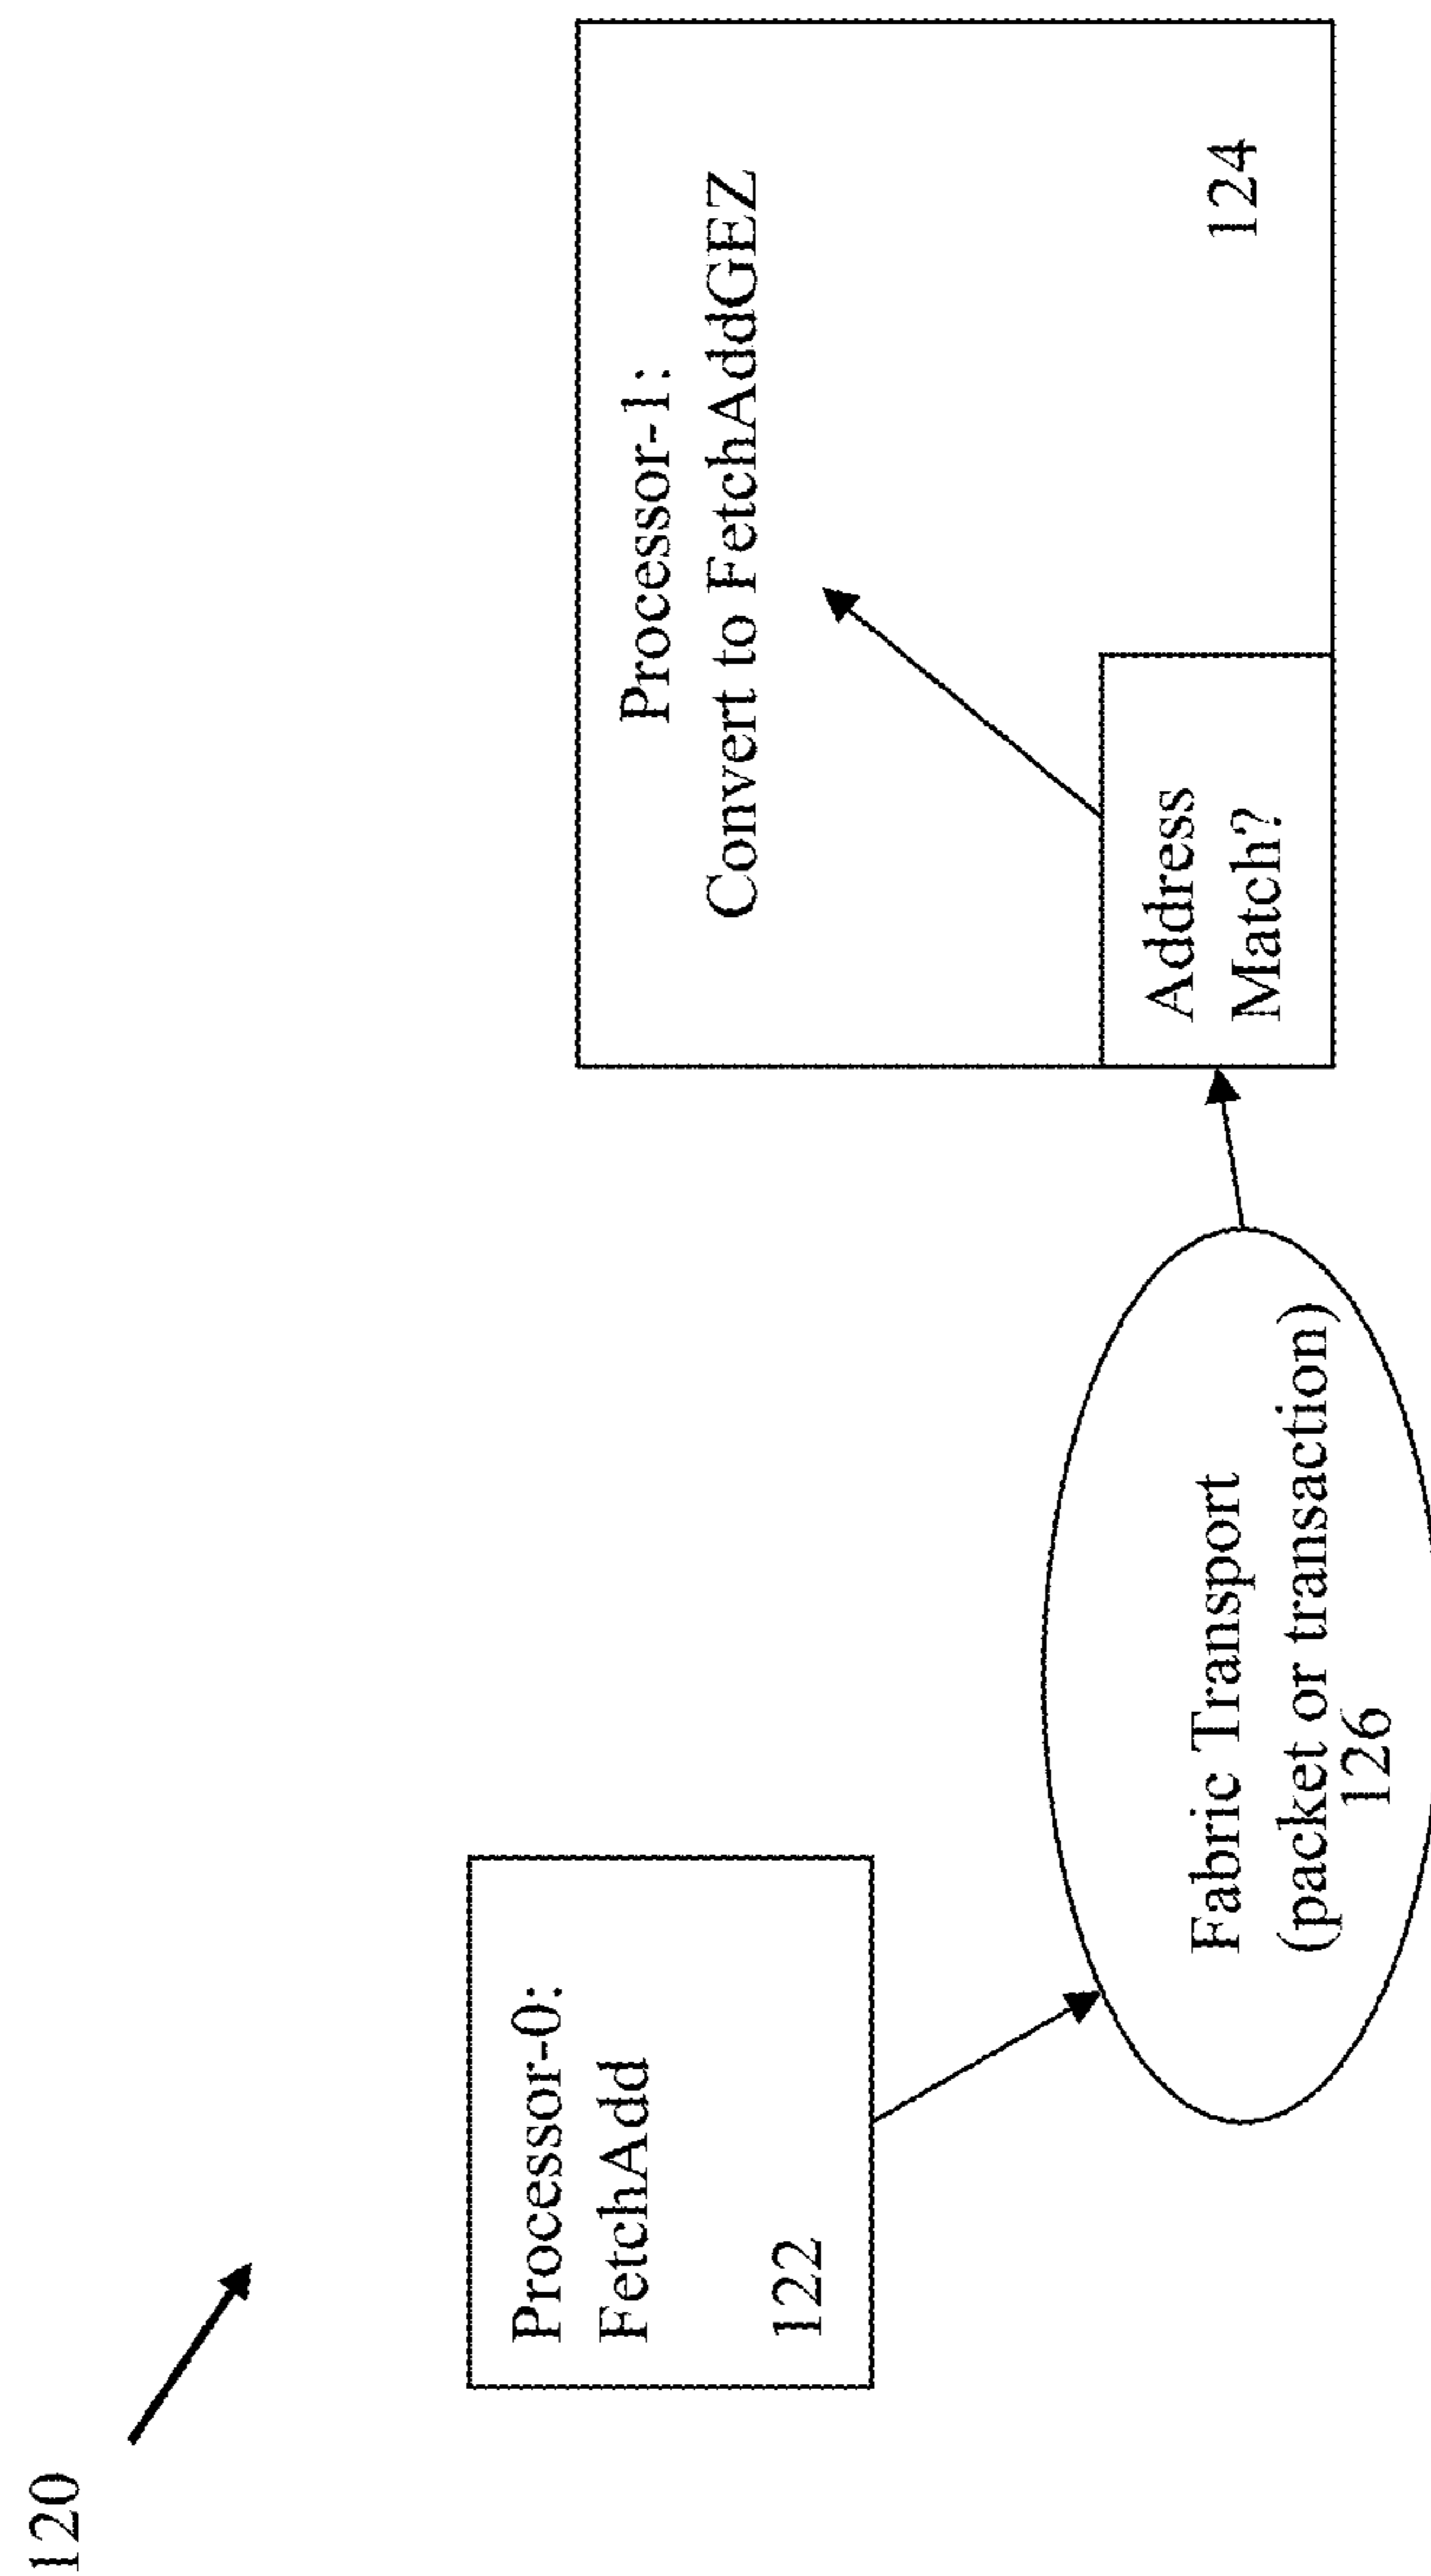 120
Processor-0:
FetchAdd
122
Fabric Transport
(packet or transaction)
126
Address
Match?
Processor-1:
Convert to FetchAddGEZ
124